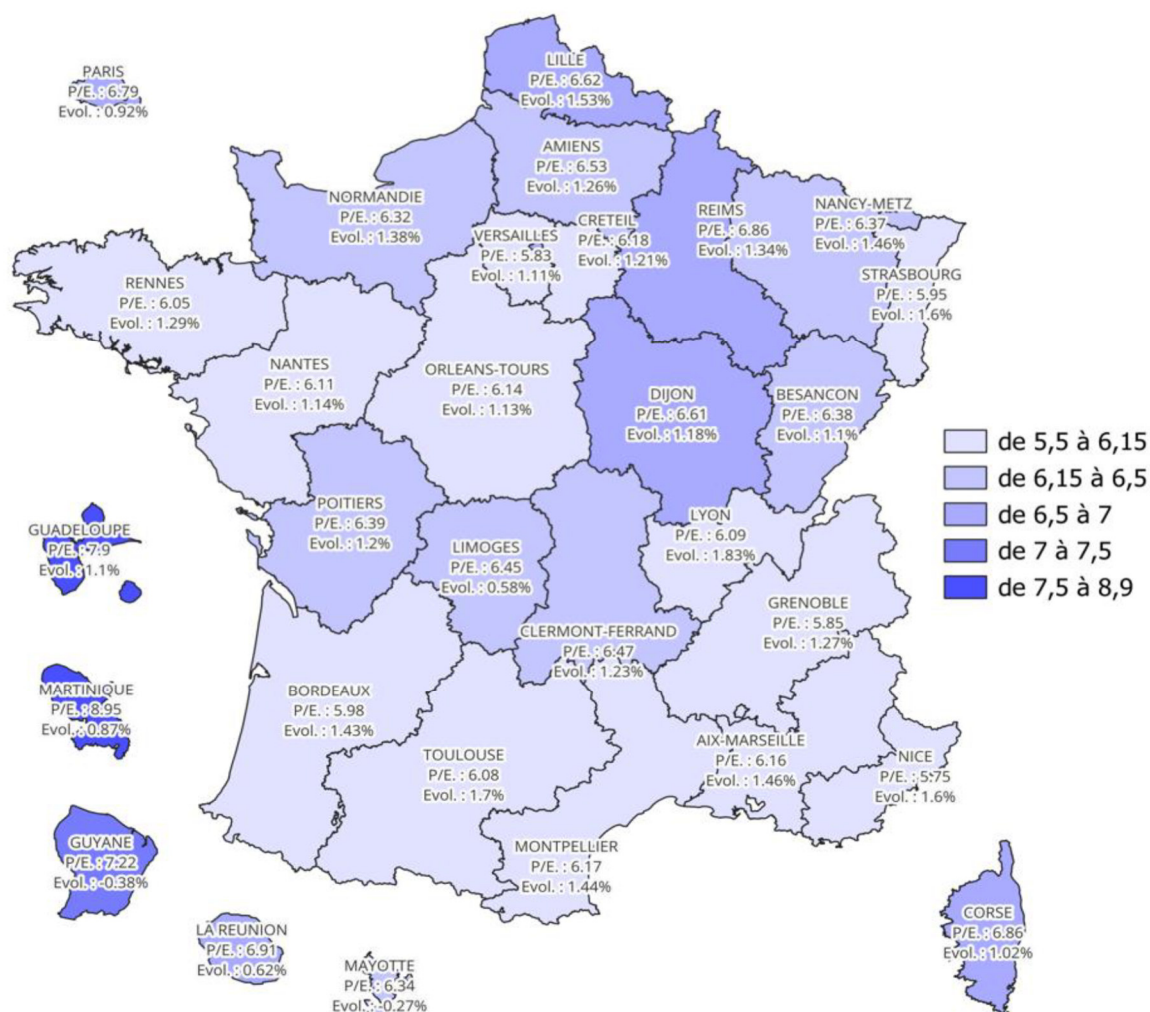 LILLE
P/E. : 6.62
Evol. : 1.53%
PARIS
P/E. : 6.79
Evol. : 0.92%
AMIENS
P/E. : 6.53
Evol. : 1.26%
NORMANDIE
P/E. : 6.32
Evol. : 1.38%
REIMS
P/E. : 6.86
Evol. : 1.34%
NANCY-METZ
P/E. : 6.37
Evol. : 1.46%
CRETEIL
P/E. : 6.18
Evol. : 1.21%
VERSAILLES
P/E. : 5.83
Evol. : 1.11%
STRASBOURG
P/E. : 5.95
Evol. : 1.6%
RENNES
P/E. : 6.05
Evol. : 1.29%
NANTES
P/E. : 6.11
Evol. : 1.14%
ORLEANS-TOURS
P/E. : 6.14
Evol. : 1.13%
DIJON
P/E. : 6.61
Evol. : 1.18%
BESANCON
P/E. : 6.38
Evol. : 1.1%
de 5,5 à 6,15
de 6,15 à 6,5
de 6,5 à 7
de 7 à 7,5
de 7,5 à 8,9
POITIERS
P/E. : 6.39
Evol. : 1.2%
LYON
P/E. : 6.09
Evol. : 1.83%
GUADELOUPE
P/E. : 7.9
Evol. : 1.1%
LIMOGES
P/E. : 6.45
Evol. : 0.58%
GRENOBLE
P/E. : 5.85
Evol. : 1.27%
CLERMONT-FERRAND
P/E. : 6.47
Evol. : 1.23%
MARTINIQUE
P/E. : 8.95
Evol. : 0.87%
BORDEAUX
P/E. : 5.98
Evol. : 1.43%
AIX-MARSEILLE
P/E. : 6.16
Evol. : 1.46%
TOULOUSE
P/E. : 6.08
Evol. : 1.7%
NICE
P/E. : 5.75
Evol. : 1.6%
GUYANE
P/E. : 7.22
Evol. : -0.38%
MONTPELLIER
P/E. : 6.17
Evol. : 1.44%
CORSE
P/E. : 6.86
Evol. : 1.02%
LA REUNION
P/E. : 6.91
Evol. : 0.62%
MAYOTTE
P/E. : 6.34
Evol. : -0.27%